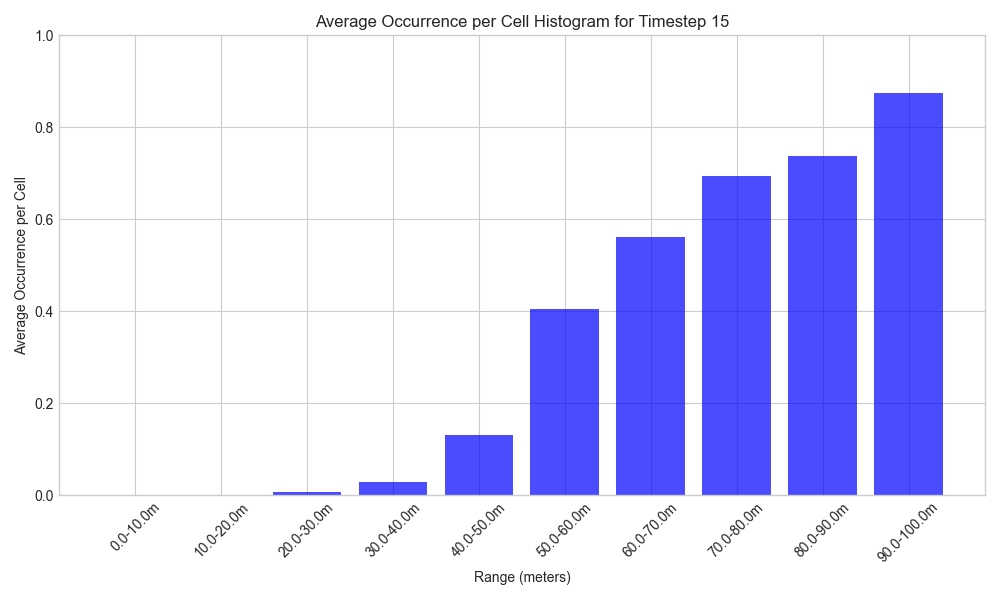 Average Occurrence per Cell Histogram for Timestep 15
Average Occurrence per Cell
1.0
0.8
0.6
0.4
0.2
0.0
0.0-10.0m
10.0-20.0m
20.0-30.0m
30.0-40.0m
40.0-50.0m
50.0-60.0m
60.0-70.0m
70.0-80.0m
80.0-90.0m
90.0-100.0m
Range (meters)